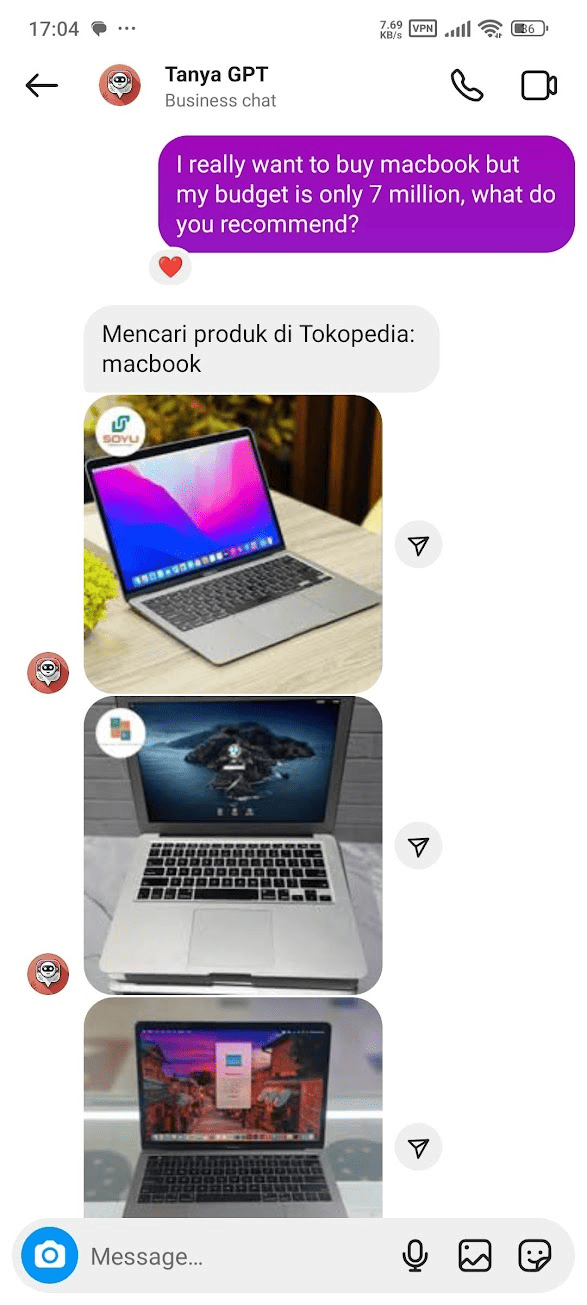 17:04
7.69
KB/s
VPN
36
Tanya GPT
Business chat
I really want to buy macbook but
my budget is only 7 million, what do
you recommend?
Mencari produk di Tokopedia:
macbook
SOYU
Message...